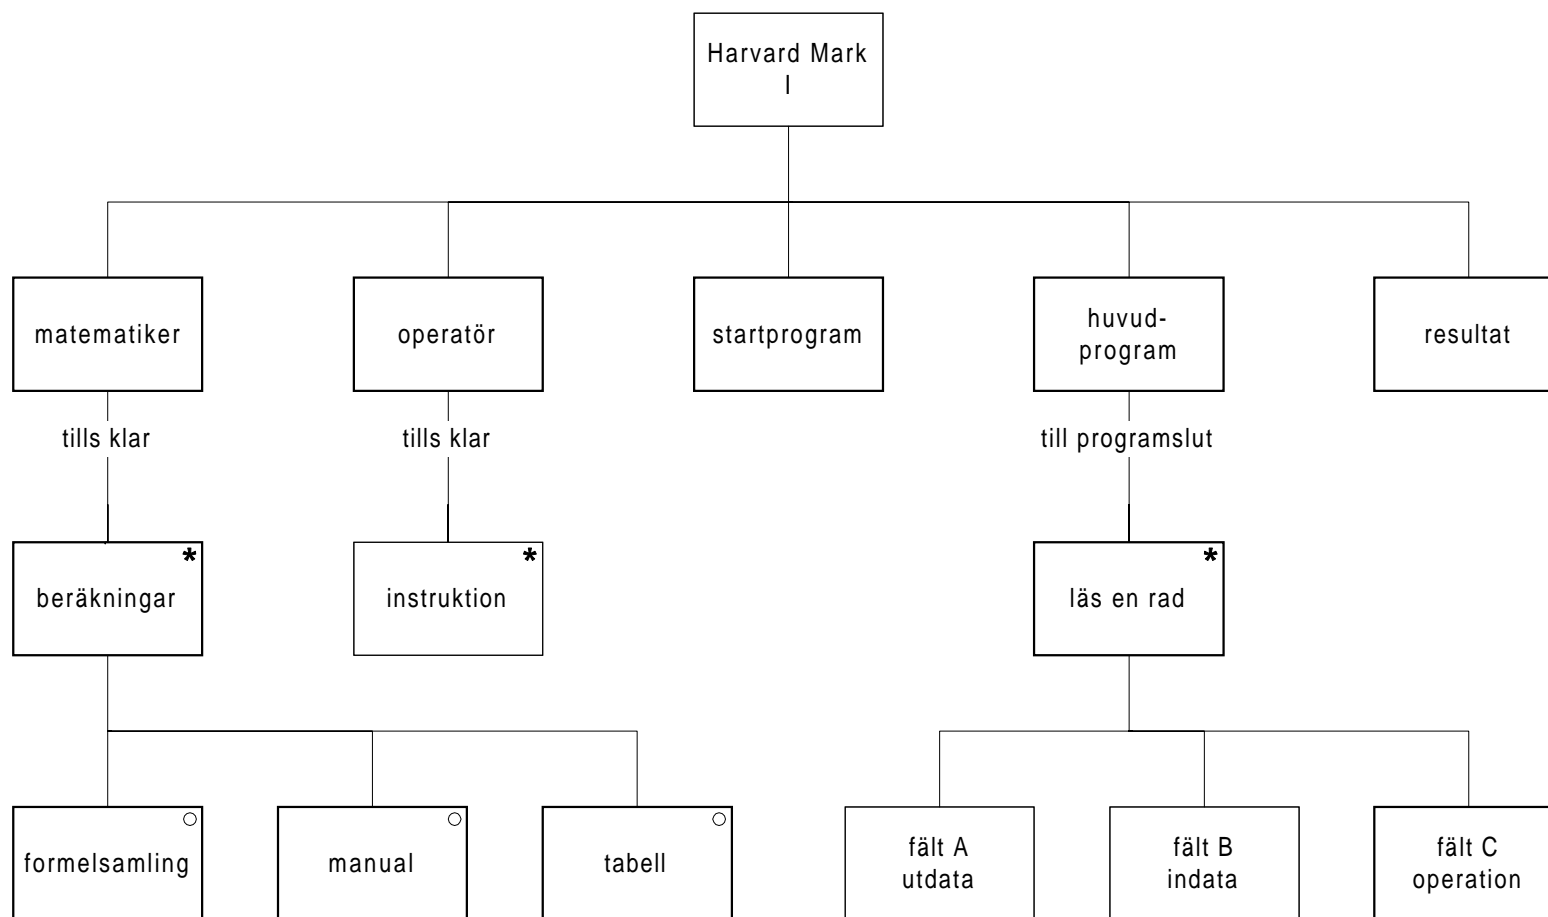 Harvard Mark
I
matematiker
operatör
startprogram
huvud-
program
resultat
tills klar
tills klar
till programslut
*
beräkningar
*
instruktion
*
läs en rad
formelsamling
manual
tabell
fält A
utdata
fält B
indata
fält C
operation